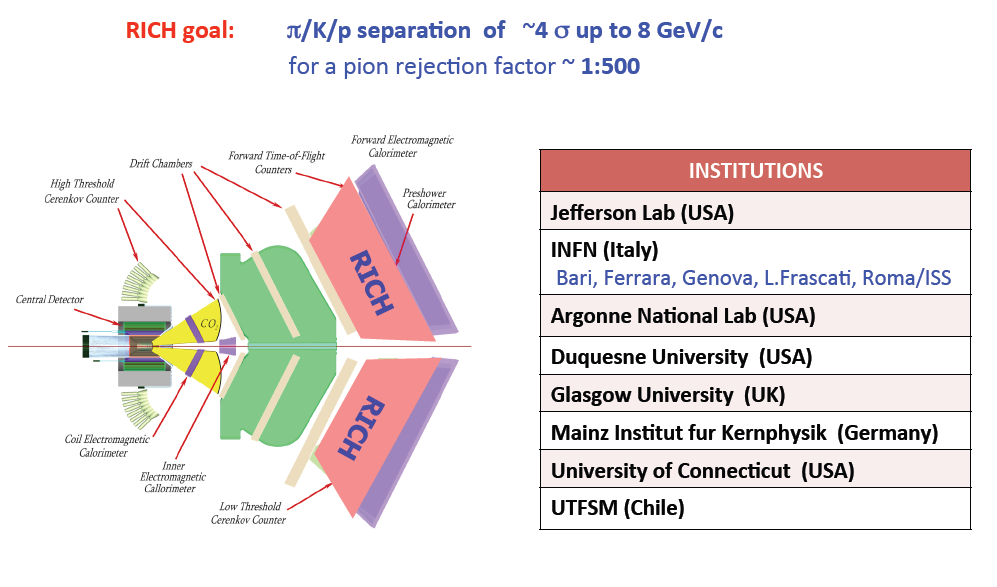 RICH goal: π/K/p separation of ~4 σ up to 8 GeV/c
for a pion rejection factor ~ 1:500
Forward Electromagnetic
Calorimeter
Forward Time-of-Flight
Counters
Drift Chambers
High Threshold
Cerenkov Counter
Preshower
Calorimeter
RICH
Central Detector
CO2
RICH
Coil Electromagnetic
Calorimeter
Inner
Electromagnetic
Callorimeter
Low Threshold
Cerenkov Counter
INSTITUTIONS
Jefferson Lab (USA)
INFN (Italy)
Bari, Ferrara, Genova, L.Frascati, Roma/ISS
Argonne National Lab (USA)
Duquesne University (USA)
Glasgow University (UK)
Mainz Institut fur Kernphysik (Germany)
University of Connecticut (USA)
UTFSM (Chile)